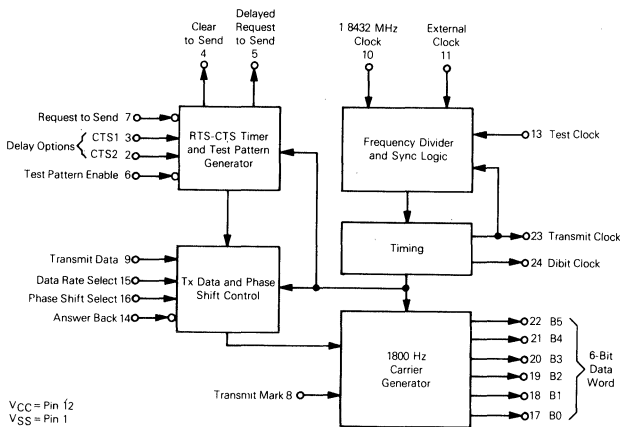 Clear
to Send
4
Delayed
Request
to Send
5
1 8432 MHz
Clock
10
External
Clock
11
Request to Send 7
Delay Options
CTS1 3
CTS2 2
Test Pattern Enable 6
RTS-CTS Timer
and Test Pattern
Generator
Frequency Divider
and Sync Logic
13 Test Clock
Timing
23 Transmit Clock
24 Dibit Clock
Transmit Data 9
Data Rate Select 15
Phase Shift Select 16
Answer Back 14
Tx Data and Phase
Shift Control
1800 Hz
Carrier
Generator
Transmit Mark 8
22 B5
21 B4
20 B3
19 B2
18 B1
17 B0
6-Bit
Data
Word
VCC = Pin 12
VSS = Pin 1